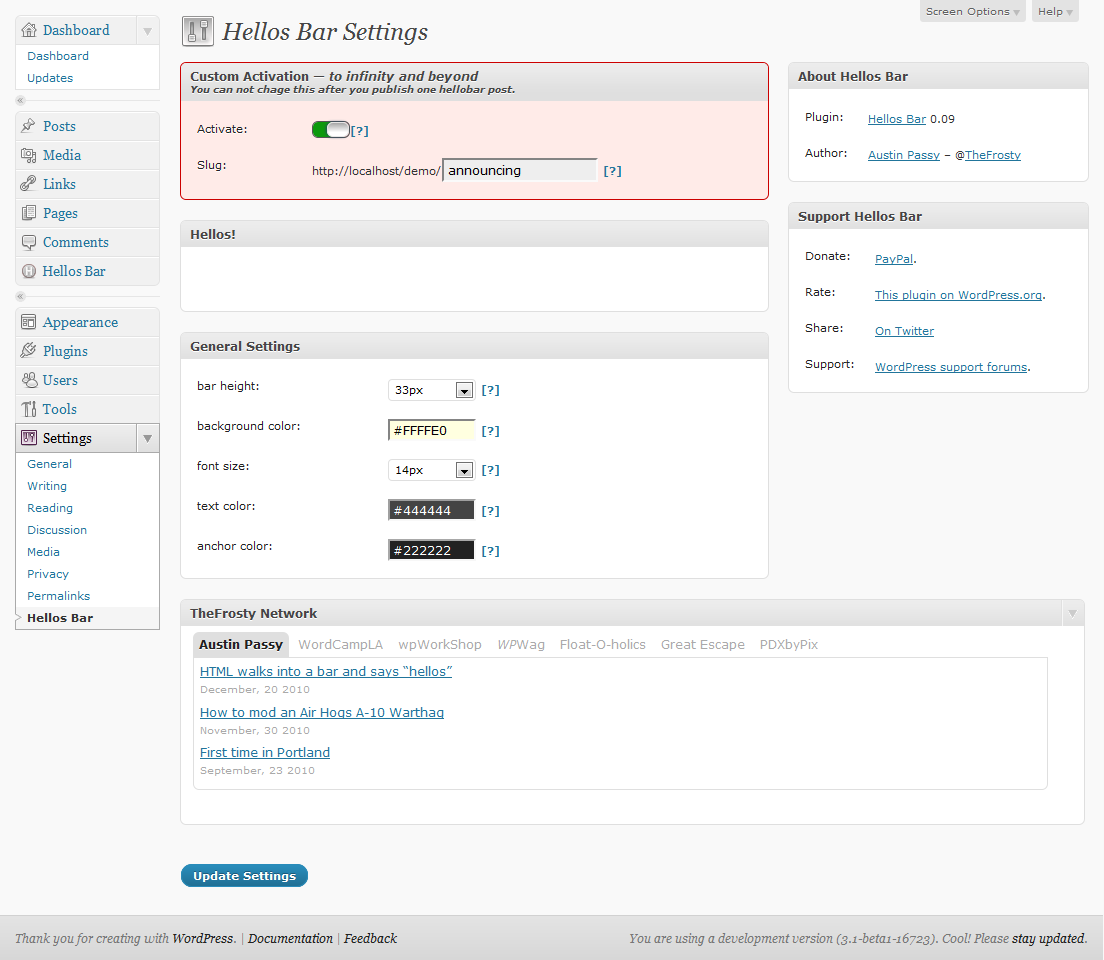 Screen Options
Help
Dashboard
Dashboard
Updates
Posts
Media
Links
Pages
Comments
Hellos Bar
Appearance
Plugins
Users
Tools
Settings
General
Writing
Reading
Discussion
Media
Privacy
Permalinks
Hellos Bar
Hellos Bar Settings
Custom Activation — to infinity and beyond
You can not chage this after you publish one hellobar post.
Activate: [?]
Slug: http://localhost/demo/ announcing [?]
Hellos!
General Settings
bar height: 33px [?]
background color: #FFFFE0 [?]
font size: 14px [?]
text color: #444444 [?]
anchor color: #222222 [?]
About Hellos Bar
Plugin: Hellos Bar 0.09
Author: Austin Passy – @TheFrosty
Support Hellos Bar
Donate: PayPal.
Rate: This plugin on WordPress.org.
Share: On Twitter
Support: WordPress support forums.
TheFrosty Network
Austin Passy WordCampLA wpWorkShop WPWag Float-O-holics Great Escape PDXbyPix
HTML walks into a bar and says “hellos”
December, 20 2010
How to mod an Air Hogs A-10 Warthag
November, 30 2010
First time in Portland
September, 23 2010
Update Settings
Thank you for creating with WordPress. | Documentation | Feedback
You are using a development version (3.1-beta1-16723). Cool! Please stay updated.